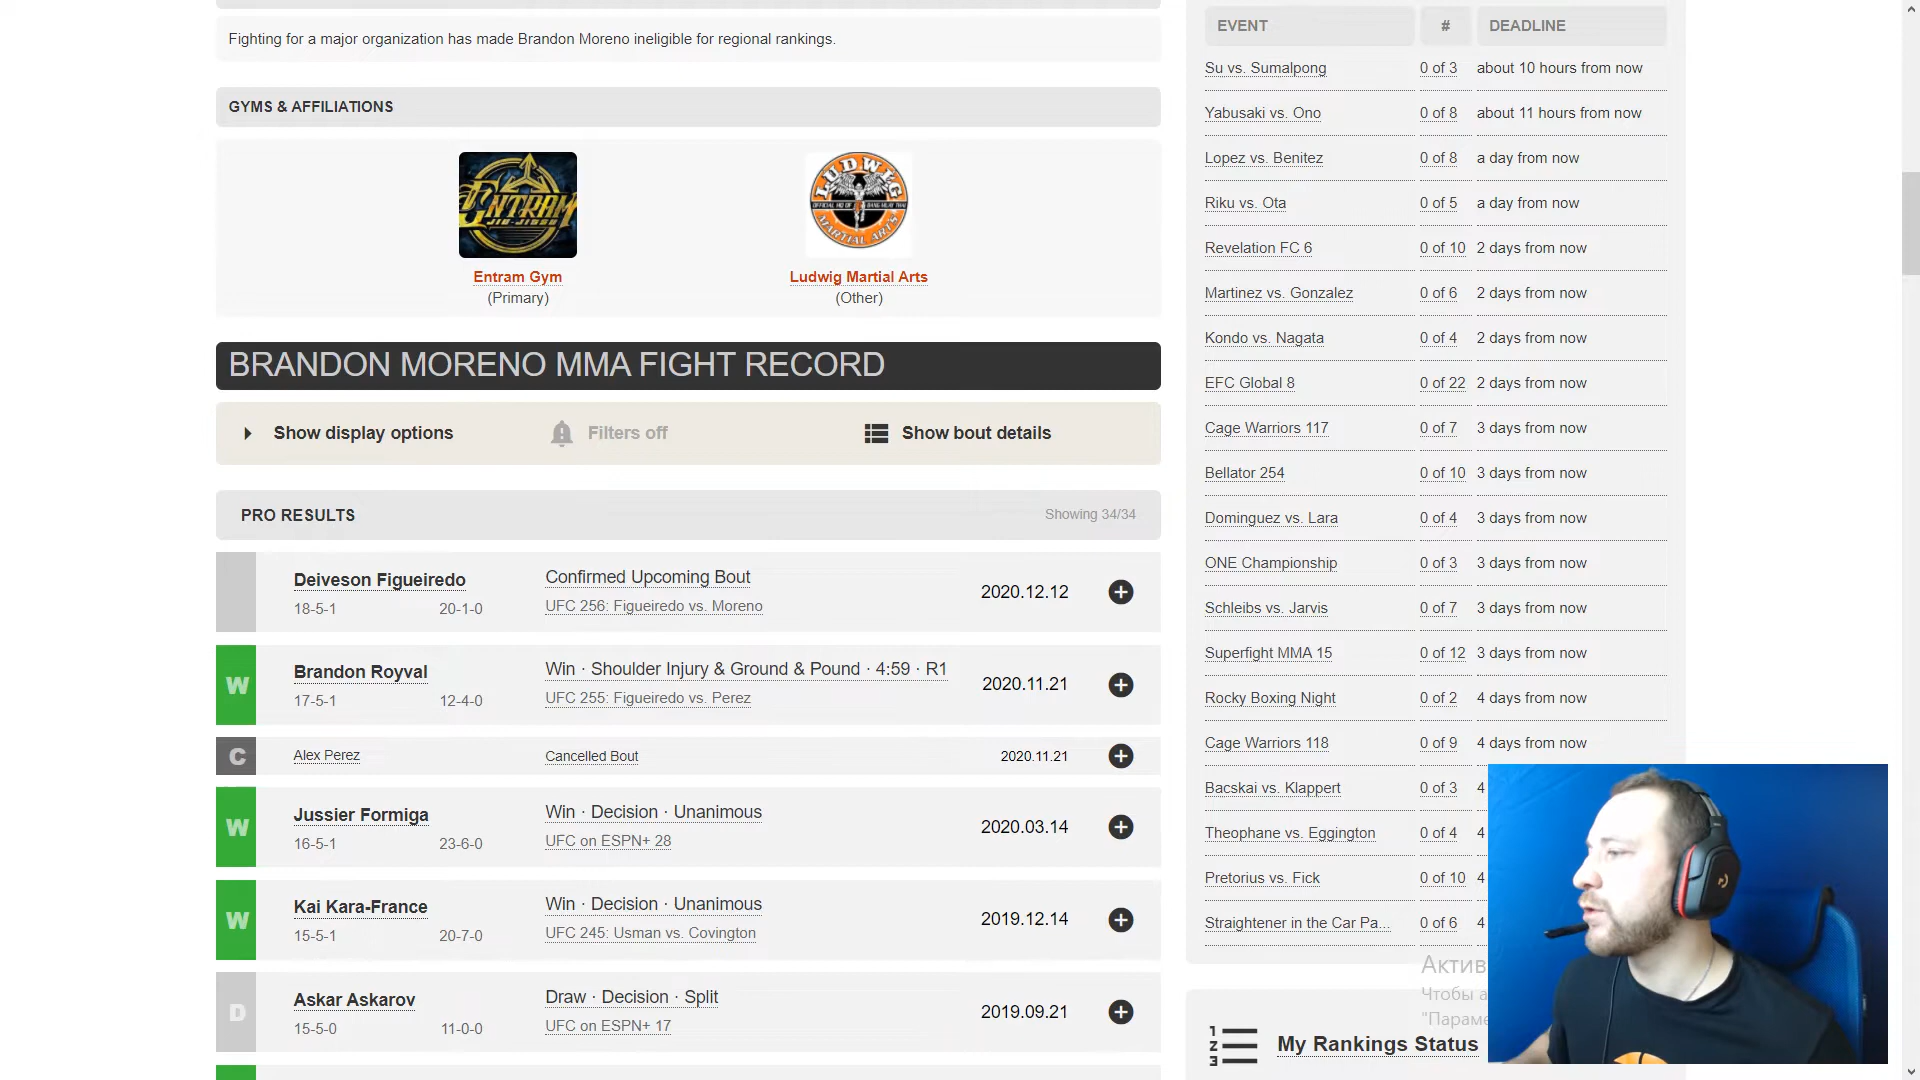 Fighting for a major organization has made Brandon Moreno ineligible for regional rankings.
GYMS & AFFILIATIONS
ENTRAM
JIU-JITSU
LUDWIG
MARTIAL ARTS
Entram Gym
(Primary)
Ludwig Martial Arts
(Other)
BRANDON MORENO MMA FIGHT RECORD
Show display options
Filters off
Show bout details
PRO RESULTS
Showing 34/34
Deiveson Figueiredo
18-5-1 20-1-0
Confirmed Upcoming Bout
UFC 256: Figueiredo vs. Moreno
2020.12.12
W
Brandon Royval
17-5-1 12-4-0
Win · Shoulder Injury & Ground & Pound · 4:59 · R1
UFC 255: Figueiredo vs. Perez
2020.11.21
C
Alex Perez
Cancelled Bout
2020.11.21
W
Jussier Formiga
16-5-1 23-6-0
Win · Decision · Unanimous
UFC on ESPN+ 28
2020.03.14
W
Kai Kara-France
15-5-1 20-7-0
Win · Decision · Unanimous
UFC 245: Usman vs. Covington
2019.12.14
D
Askar Askarov
15-5-0 11-0-0
Draw · Decision · Split
UFC on ESPN+ 17
2019.09.21
EVENT # DEADLINE
Su vs. Sumalpong 0 of 3 about 10 hours from now
Yabusaki vs. Ono 0 of 8 about 11 hours from now
Lopez vs. Benitez 0 of 8 a day from now
Riku vs. Ota 0 of 5 a day from now
Revelation FC 6 0 of 10 2 days from now
Martinez vs. Gonzalez 0 of 6 2 days from now
Kondo vs. Nagata 0 of 4 2 days from now
EFC Global 8 0 of 22 2 days from now
Cage Warriors 117 0 of 7 3 days from now
Bellator 254 0 of 10 3 days from now
Dominguez vs. Lara 0 of 4 3 days from now
ONE Championship 0 of 3 3 days from now
Schleibs vs. Jarvis 0 of 7 3 days from now
Superfight MMA 15 0 of 12 3 days from now
Rocky Boxing Night 0 of 2 4 days from now
Cage Warriors 118 0 of 9 4 days from now
Bacskai vs. Klappert 0 of 3 4
Theophane vs. Eggington 0 of 4 4
Pretorius vs. Fick 0 of 10 4
Straightener in the Car Pa... 0 of 6 4
Актив
Чтобы а
"Параме
1
2
3
My Rankings Status